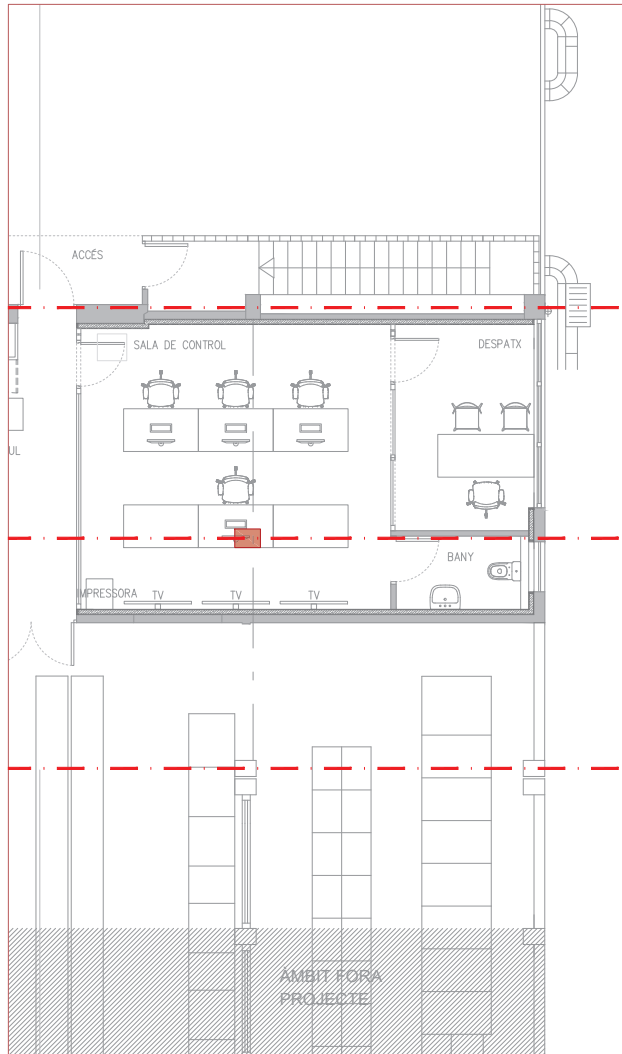 ACCÉS
SALA DE CONTROL
DESPATX
UL
BANY
IMPRESSORA
TV
TV
TV
ÀMBIT FORA
PROJECTE